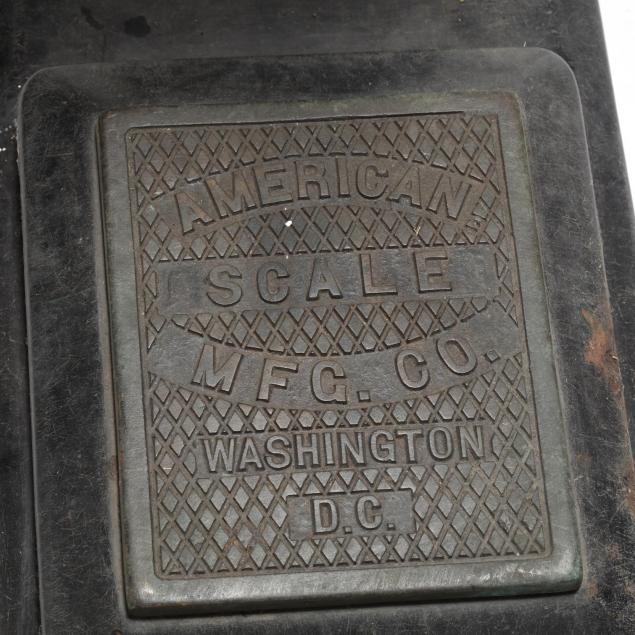 AMERICAN
SCALE
MFG. CO.
WASHINGTON
D.C.